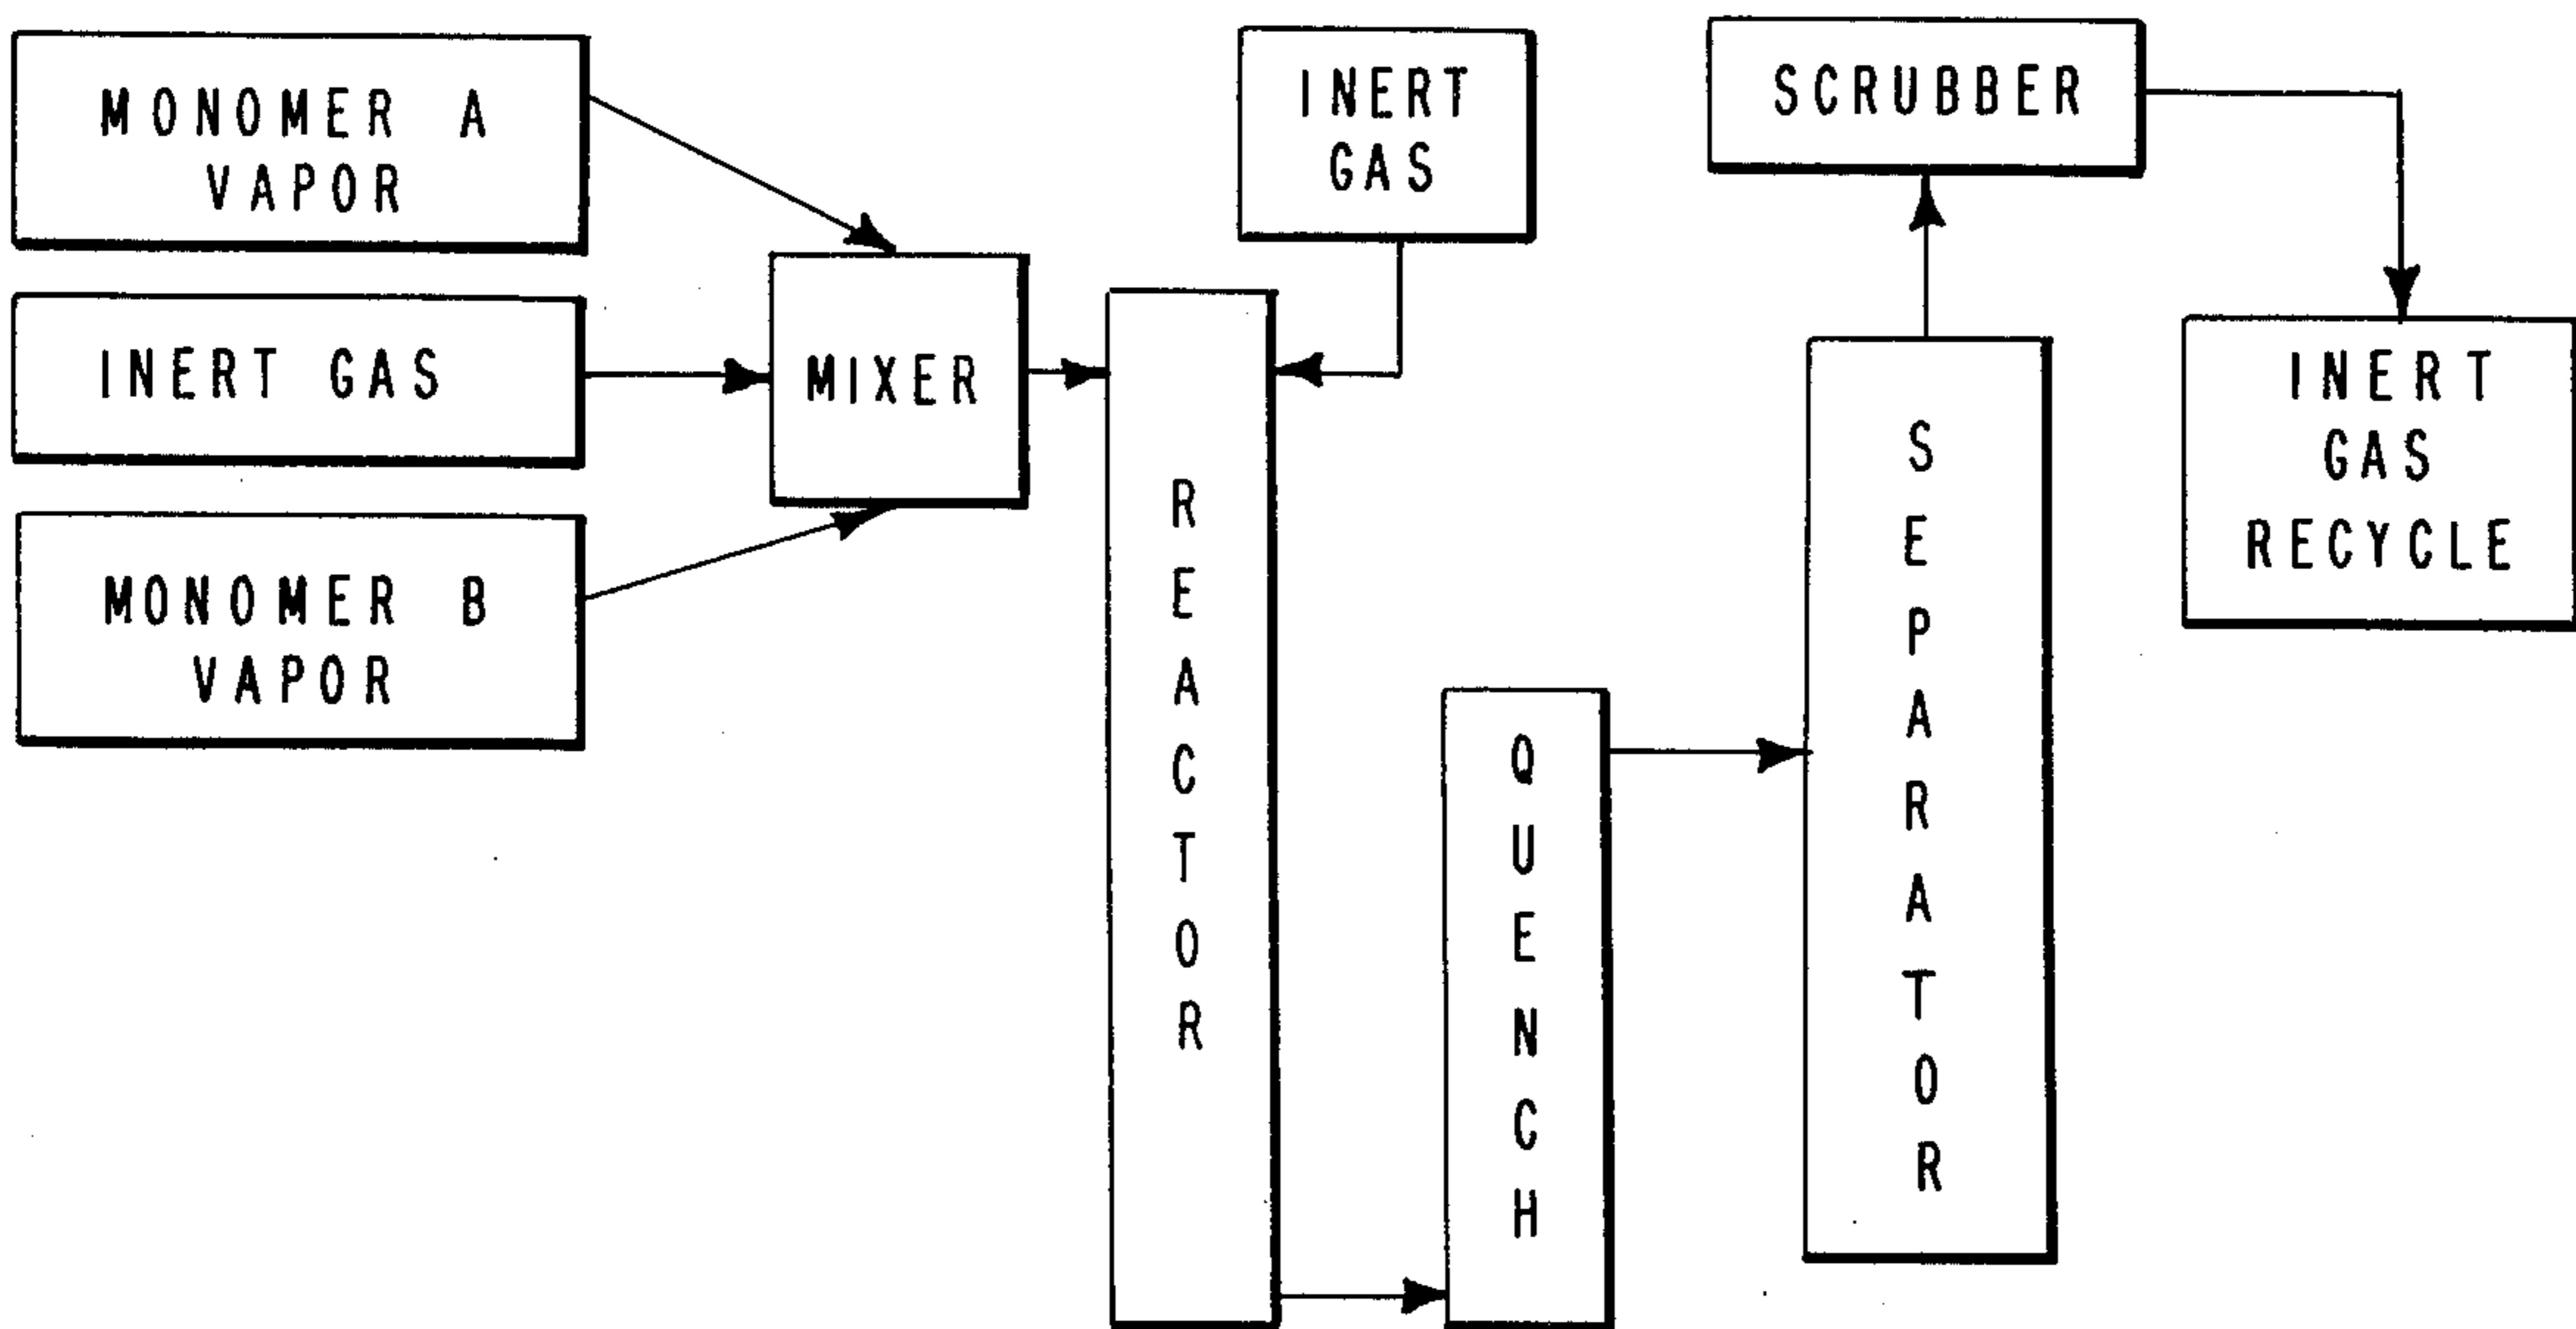 MONOMER A
VAPOR
INERT GAS
MONOMER B
VAPOR
MIXER
INERT
GAS
REACTOR
QUENCH
SEPARATOR
SCRUBBER
INERT
GAS
RECYCLE